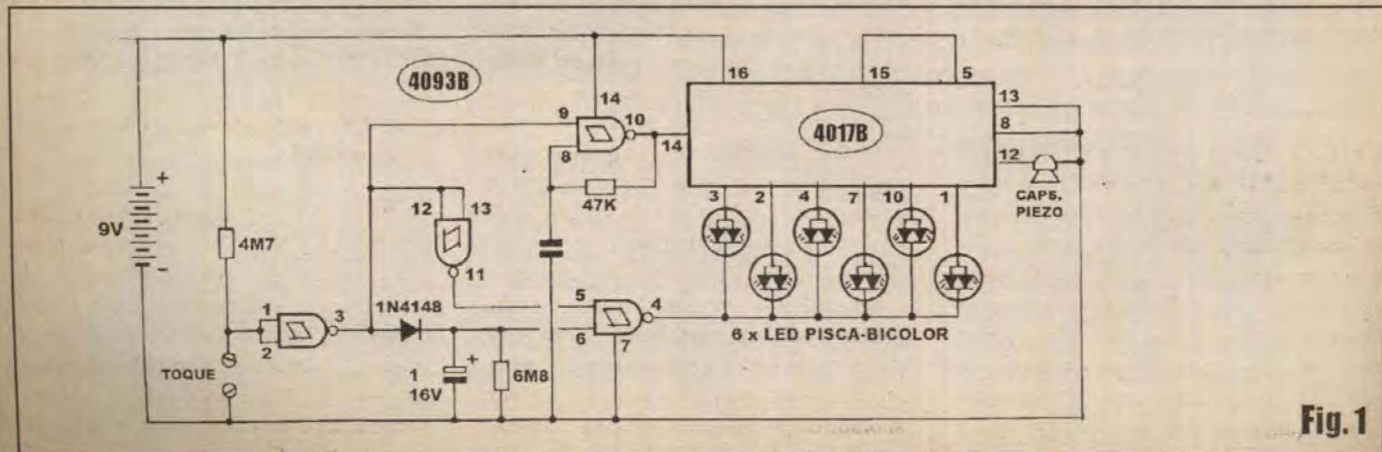 4093B
14
9
10
8
47K
12
13
11
9V
+
-
4M7
1
2
3
1N4148
TOQUE
+
1
16V
6M8
5
6
4
7
16
15
5
4017B
14
13
8
12
CAPS.
PIEZO
3
2
4
7
10
1
6 x LED PISCA-BICOLOR
Fig. 1